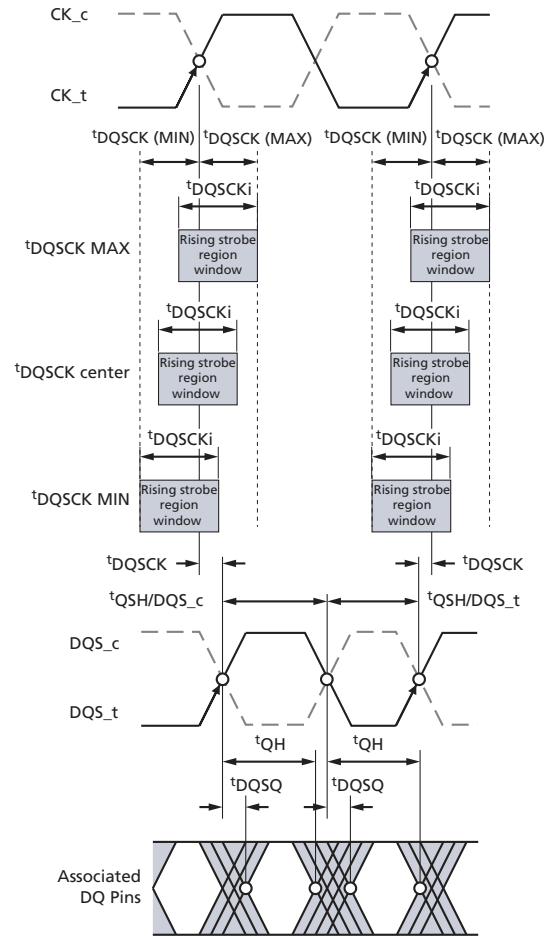 CK_c
CK_t
tDQSCK (MIN) tDQSCK (MAX) tDQSCK (MIN) tDQSCK (MAX)
tDQSCKi tDQSCKi
tDQSCK MAX
Rising strobe region window
Rising strobe region window
tDQSCKi tDQSCKi
tDQSCK center
Rising strobe region window
Rising strobe region window
tDQSCKi tDQSCKi
tDQSCK MIN
Rising strobe region window
Rising strobe region window
tDQSCK tDQSCK
tQSH/DQS_c tQSH/DQS_t
DQS_c
DQS_t
tQH tQH
tDQSQ tDQSQ
Associated
DQ Pins